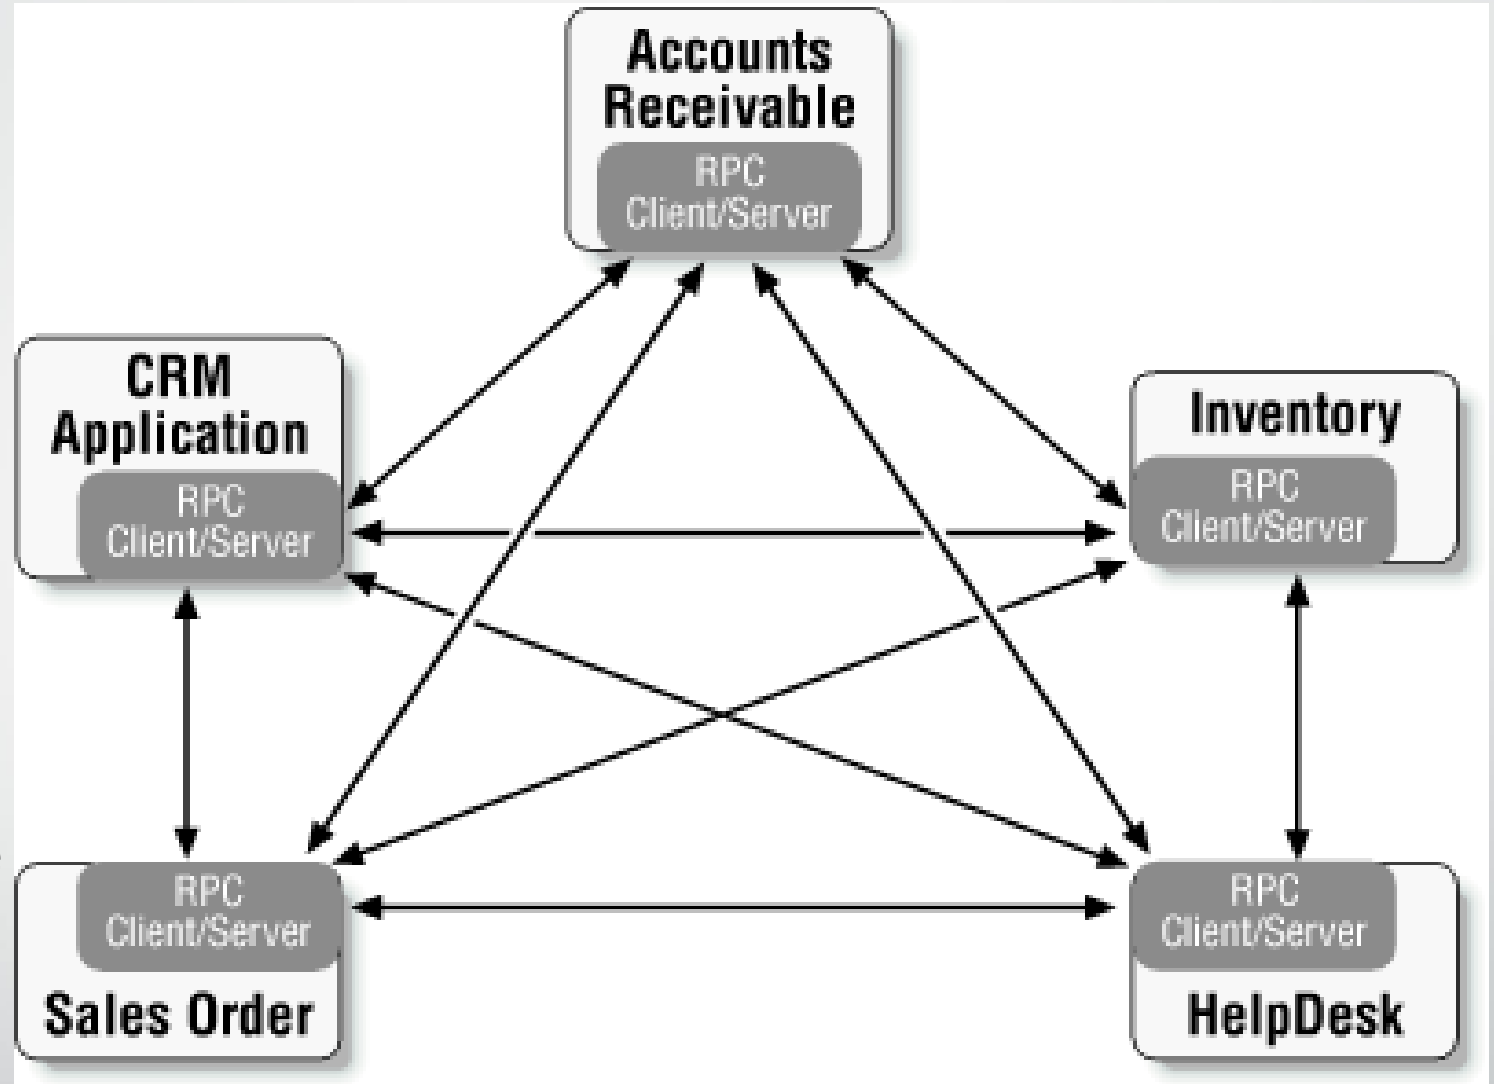 Accounts
Receivable
RPC
Client/Server
CRM
Application
RPC
Client/Server
Inventory
RPC
Client/Server
RPC
Client/Server
Sales Order
RPC
Client/Server
HelpDesk